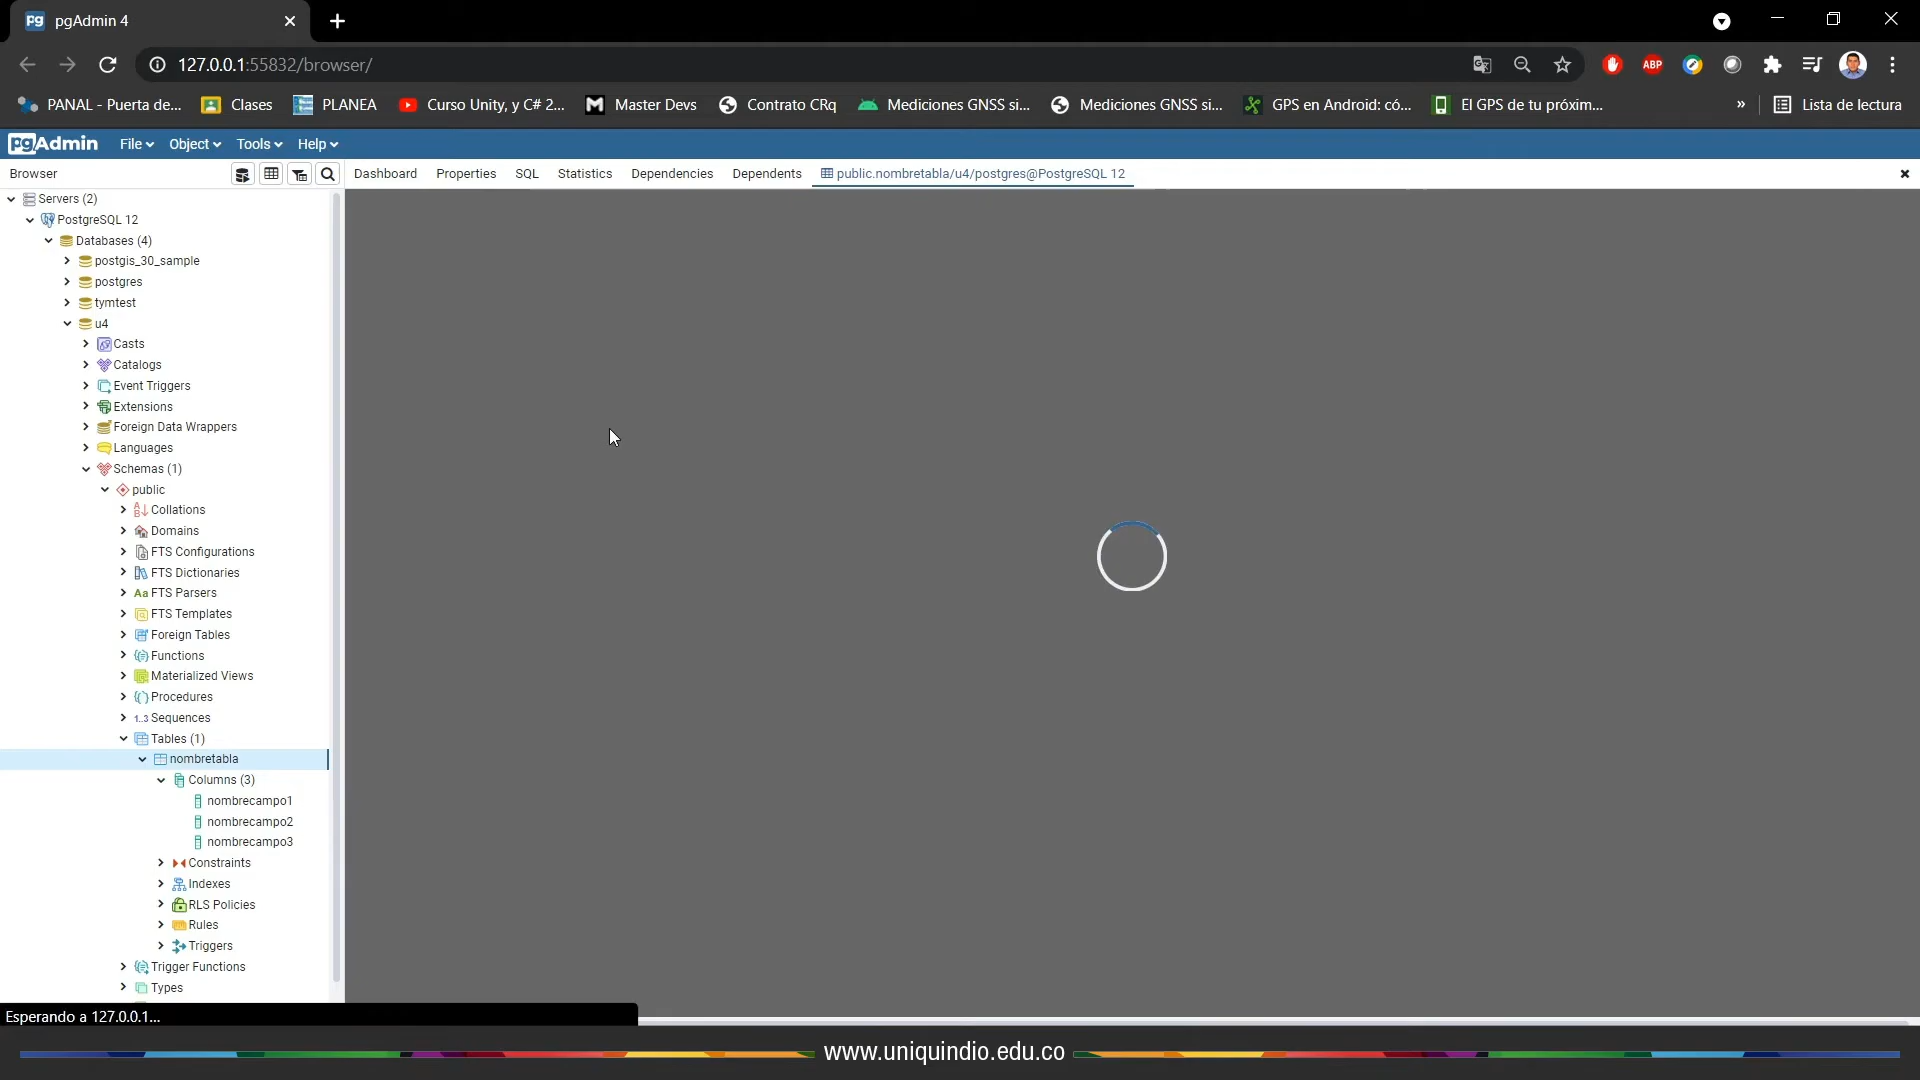 pgAdmin 4
127.0.0.1:55832/browser/
PANAL - Puerta de...
Clases
PLANEA
Curso Unity, y C# 2...
Master Devs
Contrato CRq
Mediciones GNSS si...
Mediciones GNSS si...
GPS en Android: có...
El GPS de tu próxim...
»
Lista de lectura
pgAdmin
File
Object
Tools
Help
Browser
Dashboard
Properties
SQL
Statistics
Dependencies
Dependents
public.nombretabla/u4/postgres@PostgreSQL 12
Servers (2)
PostgreSQL 12
Databases (4)
postgis_30_sample
postgres
tymtest
u4
Casts
Catalogs
Event Triggers
Extensions
Foreign Data Wrappers
Languages
Schemas (1)
public
Collations
Domains
FTS Configurations
FTS Dictionaries
Aa FTS Parsers
FTS Templates
Foreign Tables
Functions
Materialized Views
Procedures
1..3 Sequences
Tables (1)
nombretabla
Columns (3)
nombrecampo1
nombrecampo2
nombrecampo3
Constraints
Indexes
RLS Policies
Rules
Triggers
Trigger Functions
Types
Esperando a 127.0.0.1...
www.uniquindio.edu.co